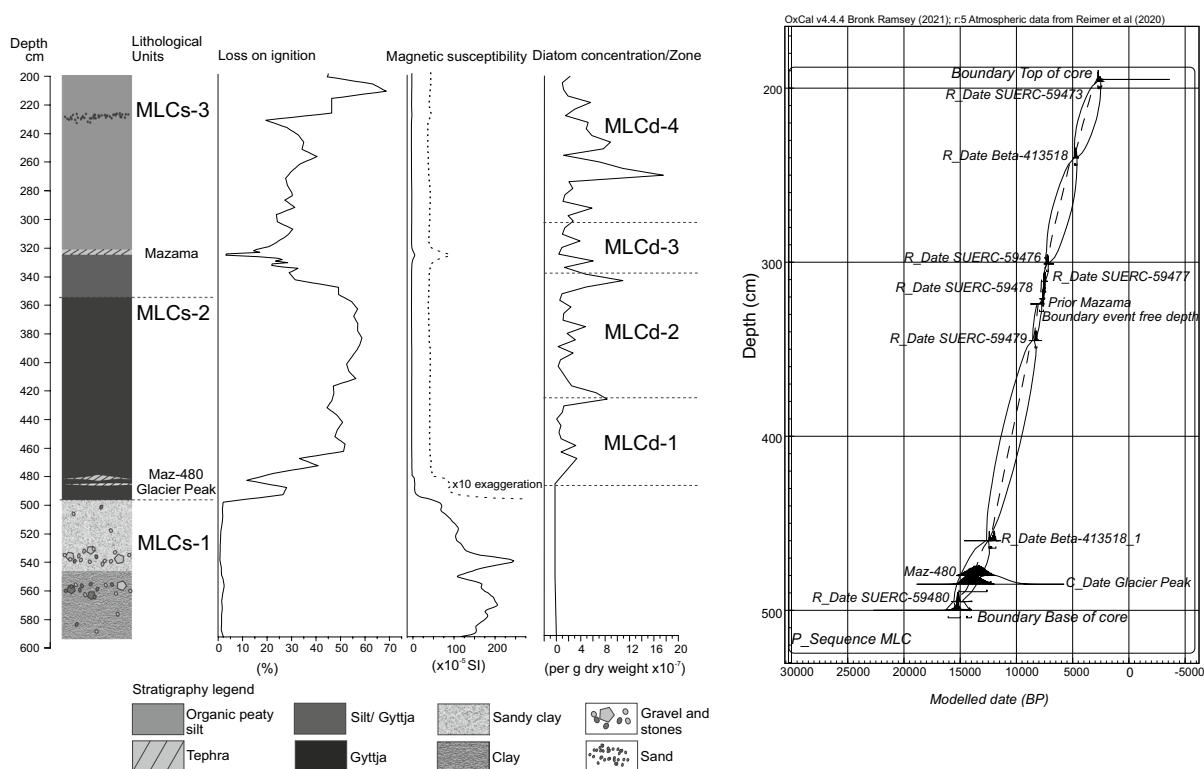 Depth
cm
Lithological
Units
Loss on ignition
Magnetic susceptibility
Diatom concentration/Zone
200
220
240
260
280
300
320
340
360
380
400
420
440
460
480
500
520
540
560
580
600
MLCs-3
Mazama
MLCs-2
Maz-480
Glacier Peak
MLCs-1
0 10 20 30 40 50 60 70 80
(%)
x10 exaggeration
0 100 200
(x10⁻⁵ SI)
MLCd-4
MLCd-3
MLCd-2
MLCd-1
0 4 8 12 16 20
(per g dry weight x10⁻⁷)
Stratigraphy legend
Organic peaty
silt
Silt/ Gyttja
Sandy clay
Gravel and
stones
Tephra
Gyttja
Clay
Sand
OxCal v4.4.4 Bronk Ramsey (2021); r:5 Atmospheric data from Reimer et al (2020)
Boundary Top of core
R_Date SUERC-59473
R_Date Beta-413518
R_Date SUERC-59476
R_Date SUERC-59477
R_Date SUERC-59478
Prior Mazama
Boundary event free depth
R_Date SUERC-59479
R_Date Beta-413518_1
Maz-480
C_Date Glacier Peak
R_Date SUERC-59480
Boundary Base of core
P_Sequence MLC
Depth (cm)
200
300
400
500
30000 25000 20000 15000 10000 5000 0 -5000
Modelled date (BP)